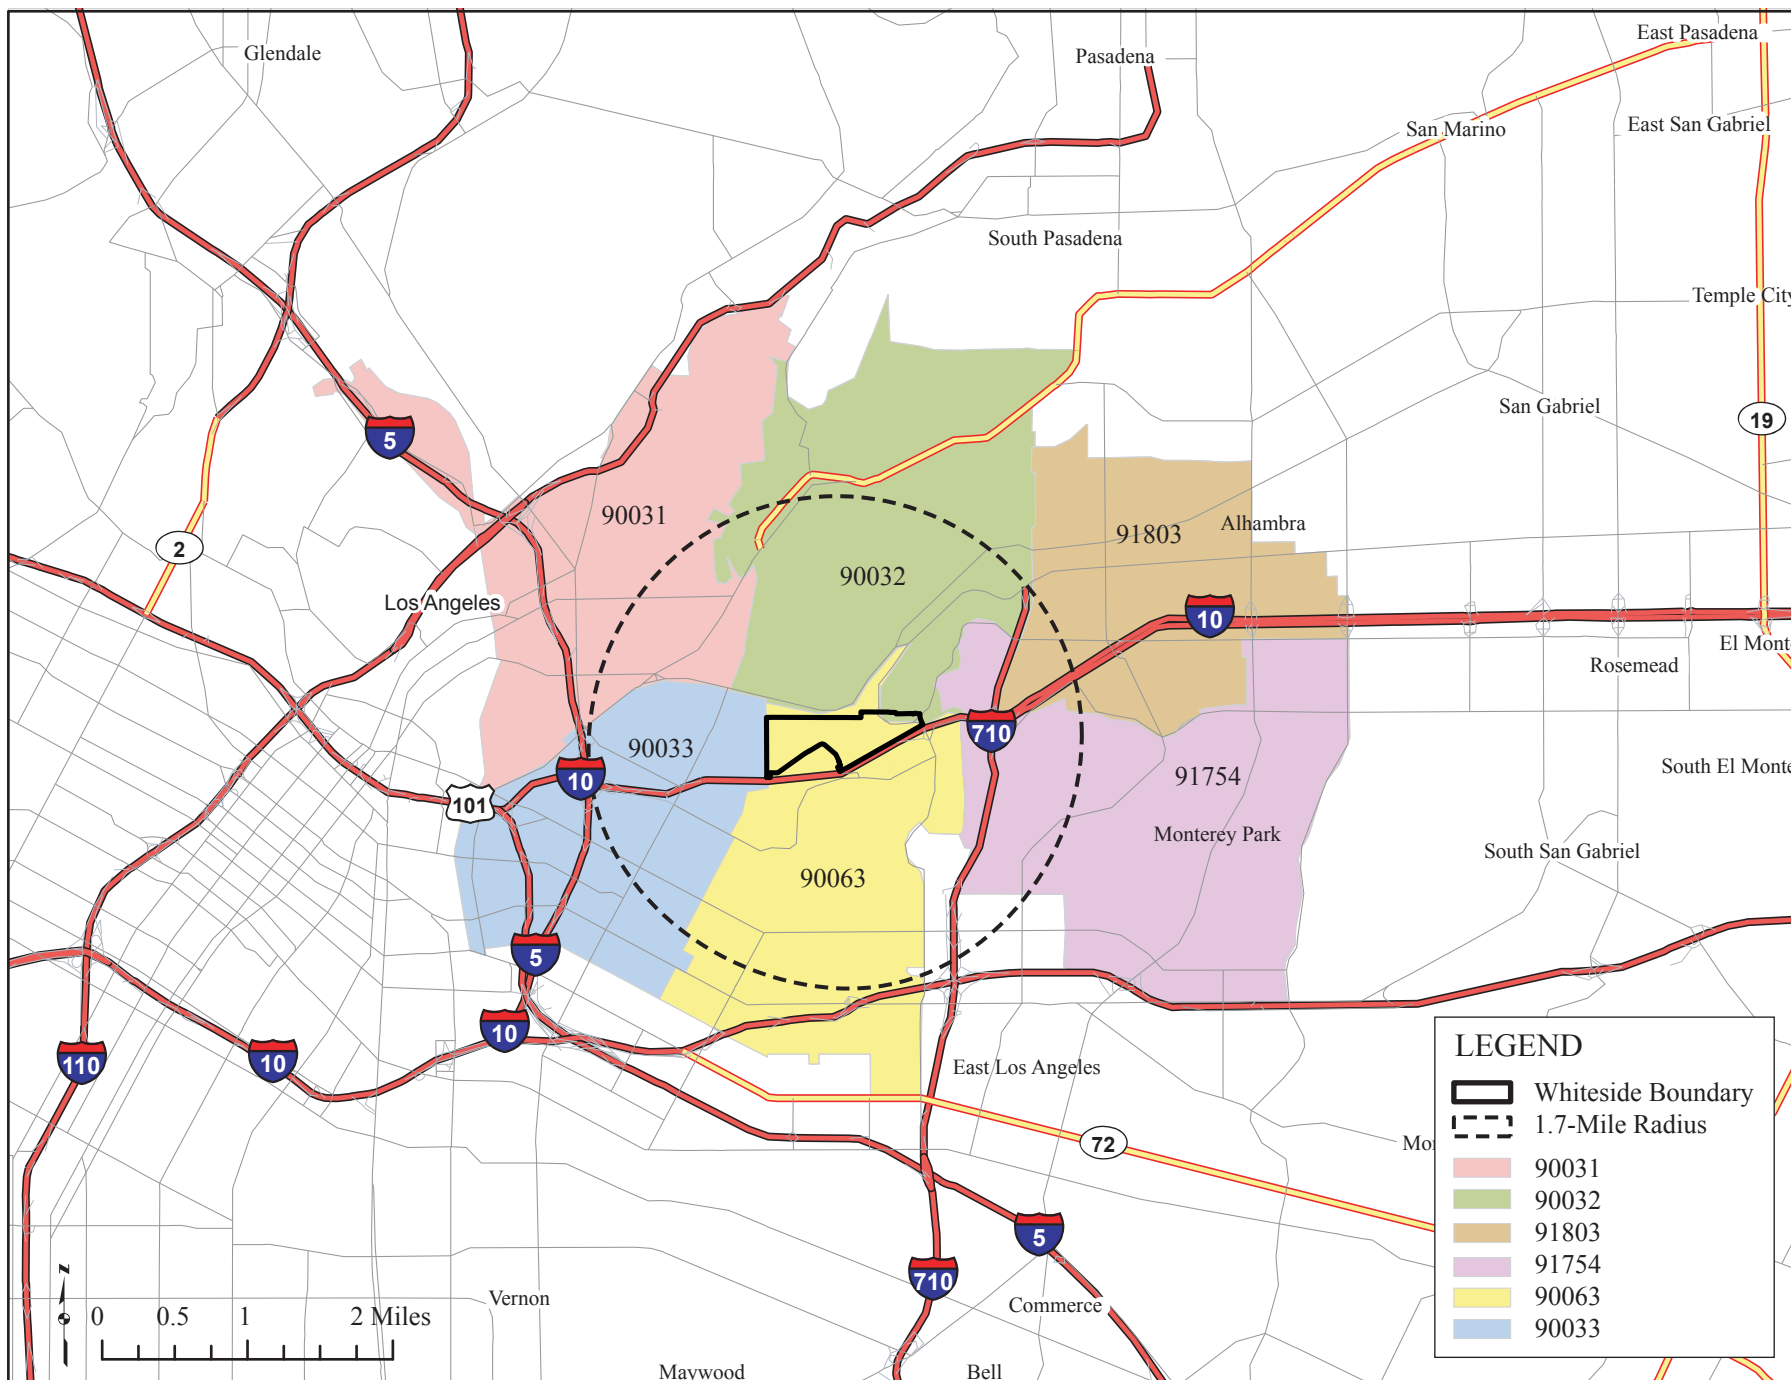 Glendale
Pasadena
East Pasadena
San Marino
East San Gabriel
South Pasadena
Temple City
San Gabriel
19
5
90031
91803
Alhambra
2
90032
Los Angeles
10
El Monte
Rosemead
710
90033
10
91754
South El Monte
101
Monterey Park
South San Gabriel
90063
5
10
110
10
East Los Angeles
72
Mo
5
710
Vernon
Commerce
Maywood
Bell
z
0 0.5 1 2 Miles
LEGEND
Whiteside Boundary
1.7-Mile Radius
90031
90032
91803
91754
90063
90033